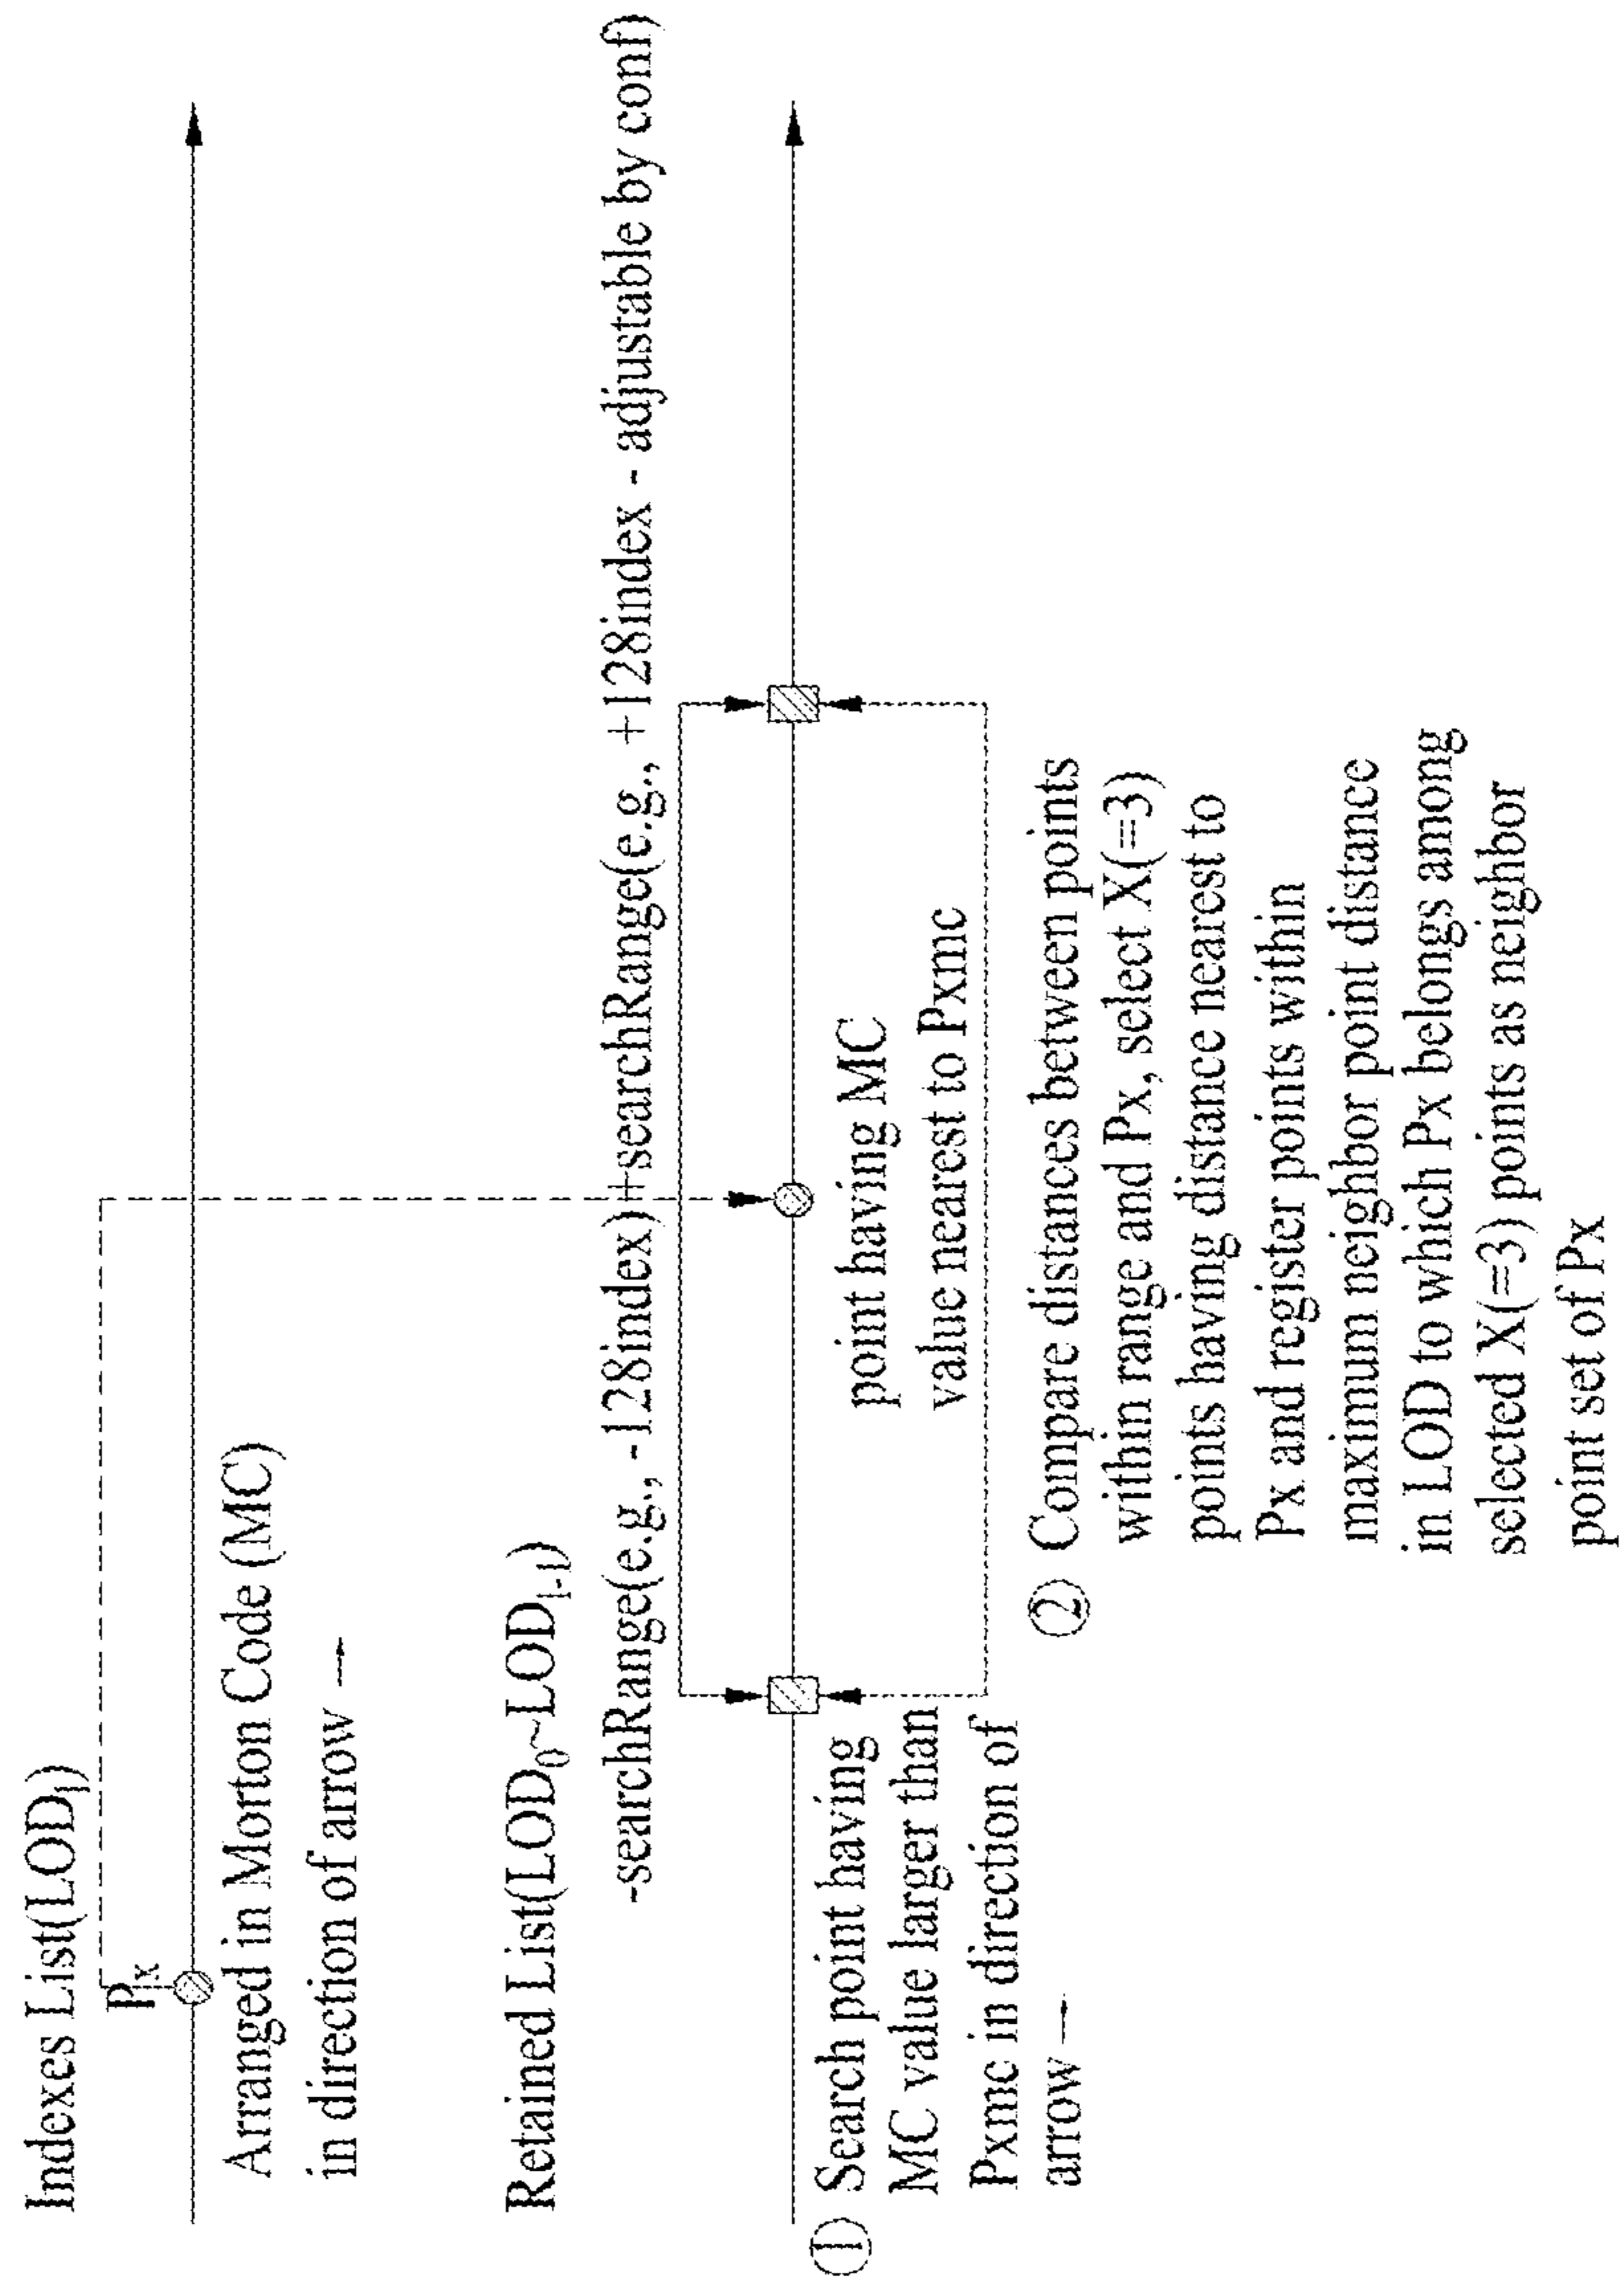 Indexes List(LODl)
Px
Arranged in Morton Code (MC)
in direction of arrow →
Retained List(LOD0~LODl-1)
-searchRange(e.g., -128index)+searchRange(e.g., +128index - adjustable by conf)
① Search point having
MC value larger than
Pxmc in direction of
arrow→
point having MC
value nearest to Pxmc
② Compare distances between points
within range and Px, select X(=3)
points having distance nearest to
Px and register points within
maximum neighbor point distance
in LOD to which Px belongs among
selected X(=3) points as neighbor
point set of Px